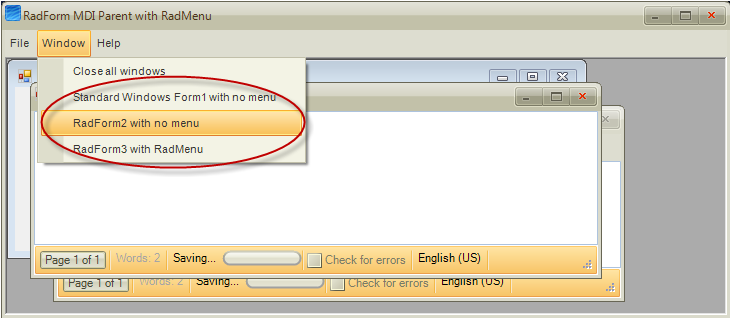 RadForm MDI Parent with RadMenu
File Window Help
Close all windows
Standard Windows Form1 with no menu
RadForm2 with no menu
RadForm3 with RadMenu
Page 1 of 1 Words: 2 Saving... Check for errors English (US)
Page 1 of 1 Words: 2 Saving... Check for errors English (US)